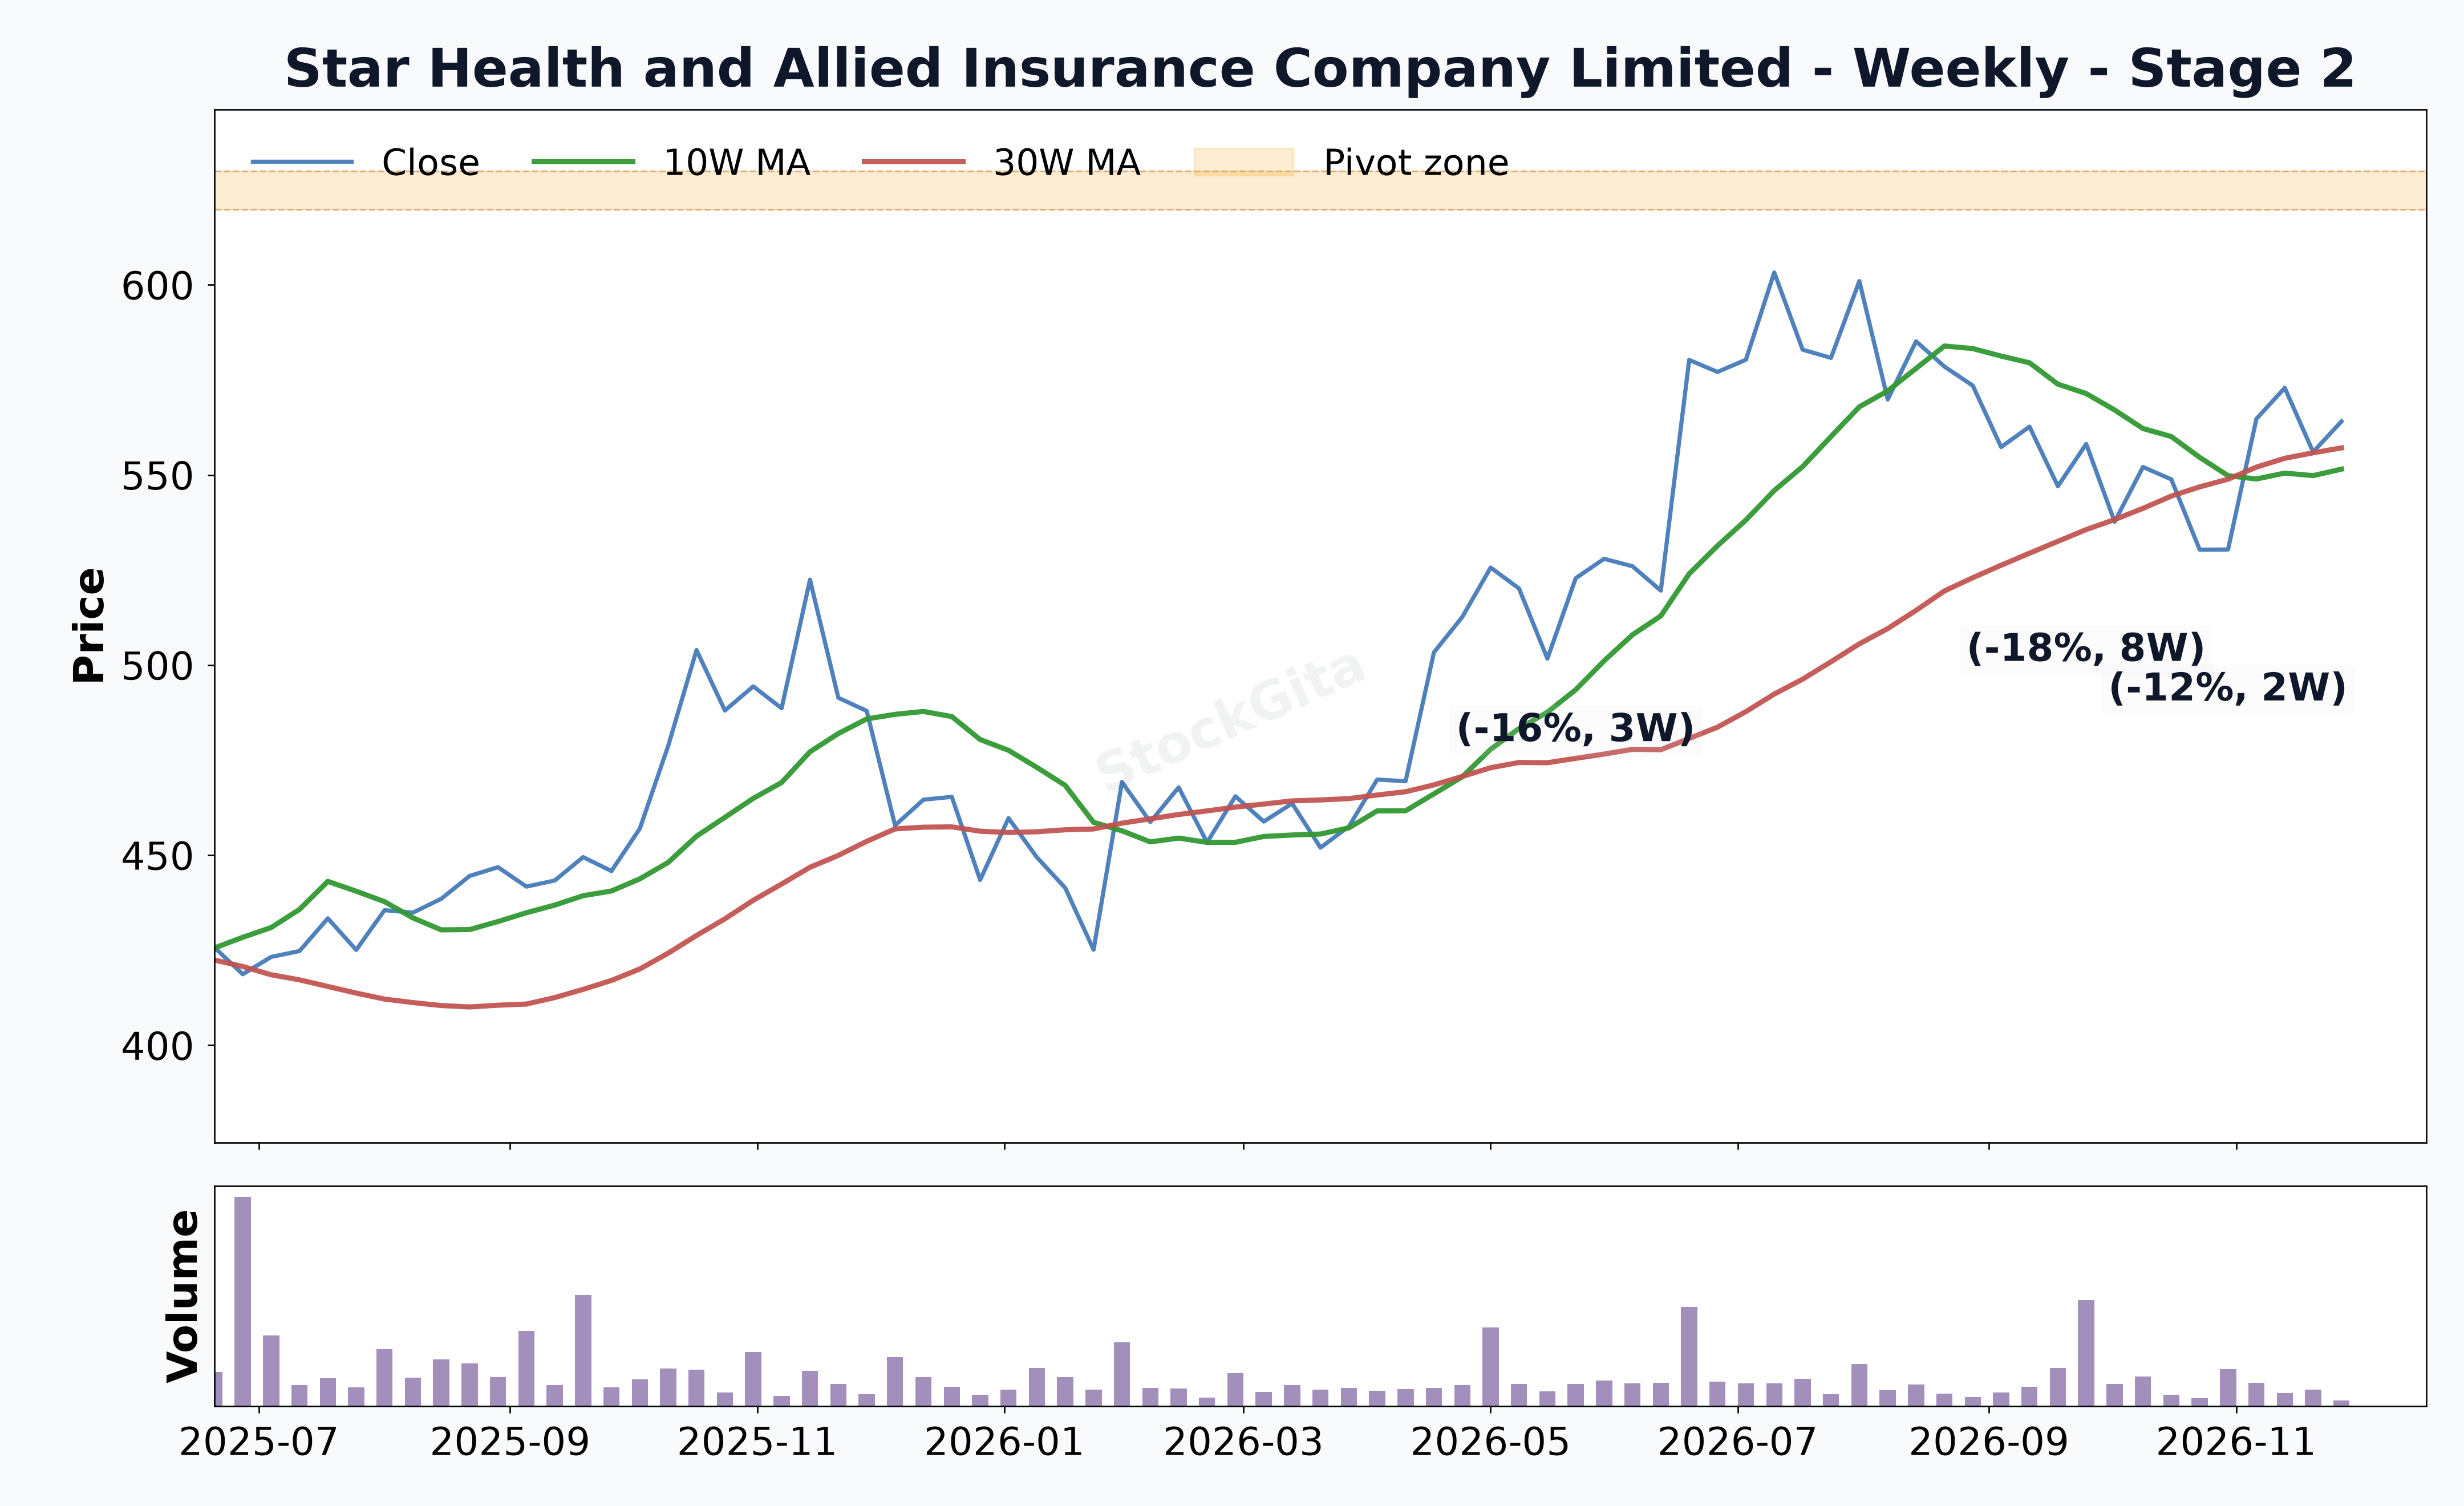 Star Health and Allied Insurance Company Limited - Weekly - Stage 2
Close
10W MA
30W MA
Pivot zone
Price
600
550
500
450
400
StockGita
(-16%, 3W)
(-18%, 8W)
(-12%, 2W)
Volume
2025-07
2025-09
2025-11
2026-01
2026-03
2026-05
2026-07
2026-09
2026-11